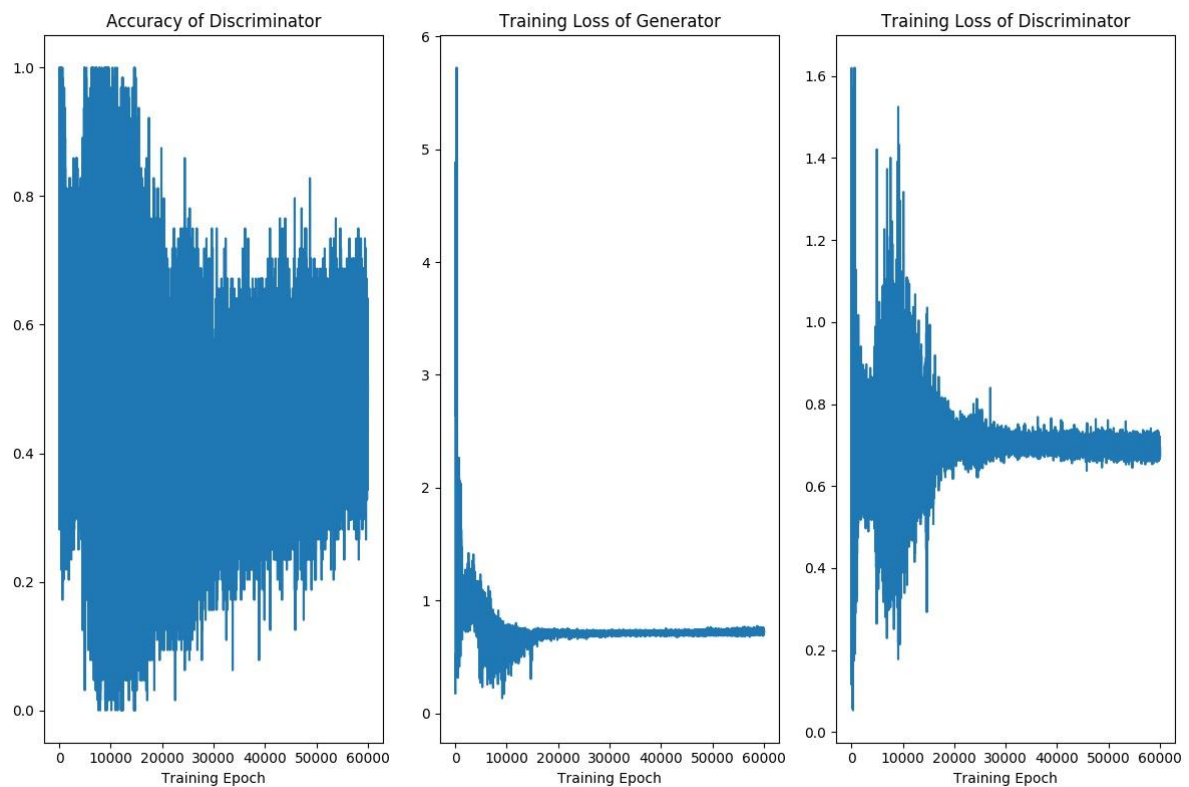 Accuracy of Discriminator
1.0
0.8
0.6
0.4
0.2
0.0
0 10000 20000 30000 40000 50000 60000
Training Epoch
Training Loss of Generator
6
5
4
3
2
1
0
0 10000 20000 30000 40000 50000 60000
Training Epoch
Training Loss of Discriminator
1.6
1.4
1.2
1.0
0.8
0.6
0.4
0.2
0.0
0 10000 20000 30000 40000 50000 60000
Training Epoch